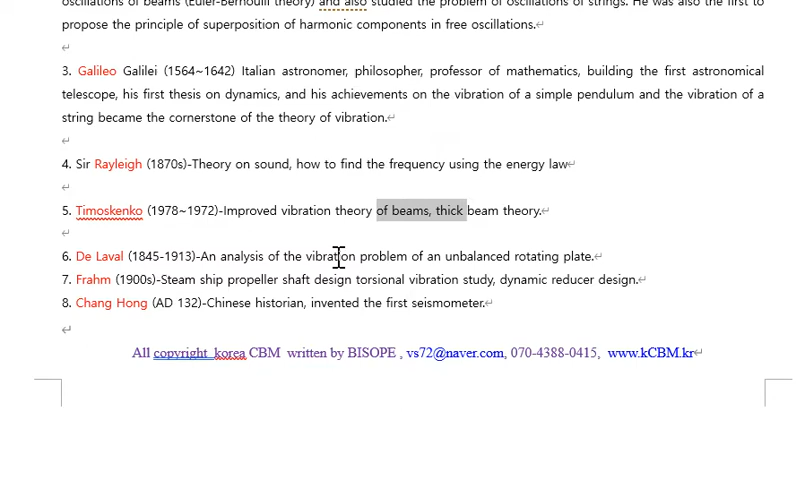 oscillations of beams (Euler-Bernoulli theory) and also studied the problem of oscillations of strings. He was also the first to
propose the principle of superposition of harmonic components in free oscillations.
3. Galileo Galilei (1564~1642) Italian astronomer, philosopher, professor of mathematics, building the first astronomical
telescope, his first thesis on dynamics, and his achievements on the vibration of a simple pendulum and the vibration of a
string became the cornerstone of the theory of vibration.
4. Sir Rayleigh (1870s)-Theory on sound, how to find the frequency using the energy law
5. Timoskenko (1978~1972)-Improved vibration theory of beams, thick beam theory.
6. De Laval (1845-1913)-An analysis of the vibration problem of an unbalanced rotating plate.
7. Frahm (1900s)-Steam ship propeller shaft design torsional vibration study, dynamic reducer design.
8. Chang Hong (AD 132)-Chinese historian, invented the first seismometer.
All copyright korea CBM written by BISOPE , vs72@naver.com, 070-4388-0415, www.kCBM.kr